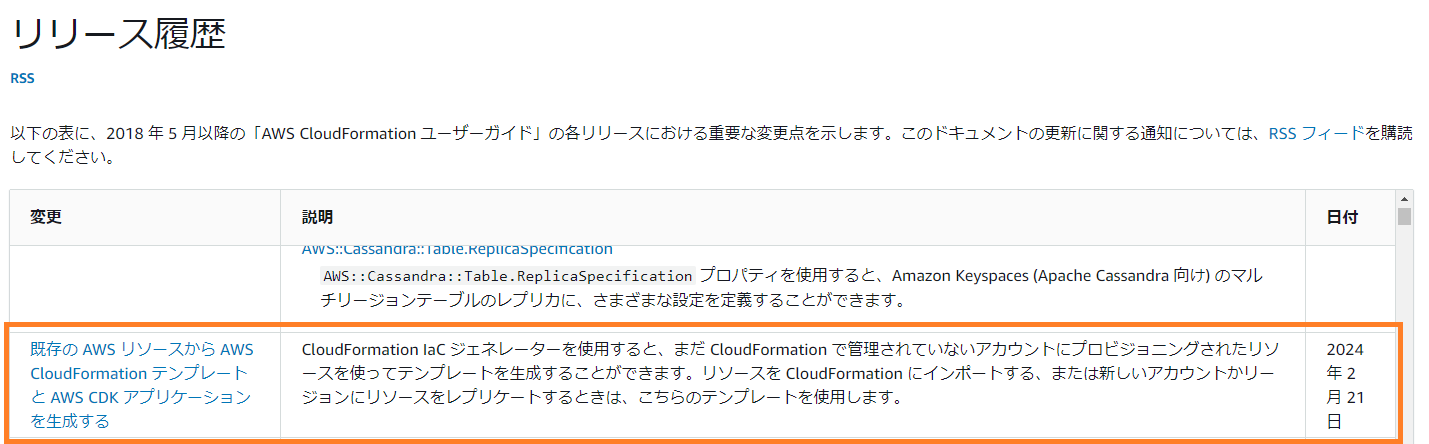 リリース履歴
RSS
以下の表に、2018 年 5 月以降の「AWS CloudFormation ユーザーガイド」の各リリースにおける重要な変更点を示します。このドキュメントの更新に関する通知については、RSS フィードを購読
してください。
変更 説明 日付
AWS::Cassandra::Table.ReplicaSpecification
AWS::Cassandra::Table.ReplicaSpecification プロパティを使用すると、Amazon Keyspaces (Apache Cassandra 向け) のマル
チリージョンテーブルのレプリカに、さまざまな設定を定義することができます。
既存の AWS リソースから AWS
CloudFormation テンプレート
と AWS CDK アプリケーション
を生成する
CloudFormation IaC ジェネレーターを使用すると、まだ CloudFormation で管理されていないアカウントにプロビジョニングされたリソ
ースを使ってテンプレートを生成することができます。リソースを CloudFormation にインポートする、または新しいアカウントかリー
ジョンにリソースをレプリケートするときは、こちらのテンプレートを使用します。
2024
年 2
月 21
日